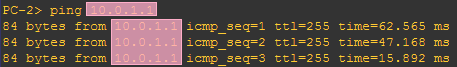 PC-2> ping 10.0.1.1
84 bytes from 10.0.1.1 icmp_seq=1 ttl=255 time=62.565 ms
84 bytes from 10.0.1.1 icmp_seq=2 ttl=255 time=47.168 ms
84 bytes from 10.0.1.1 icmp_seq=3 ttl=255 time=15.892 ms